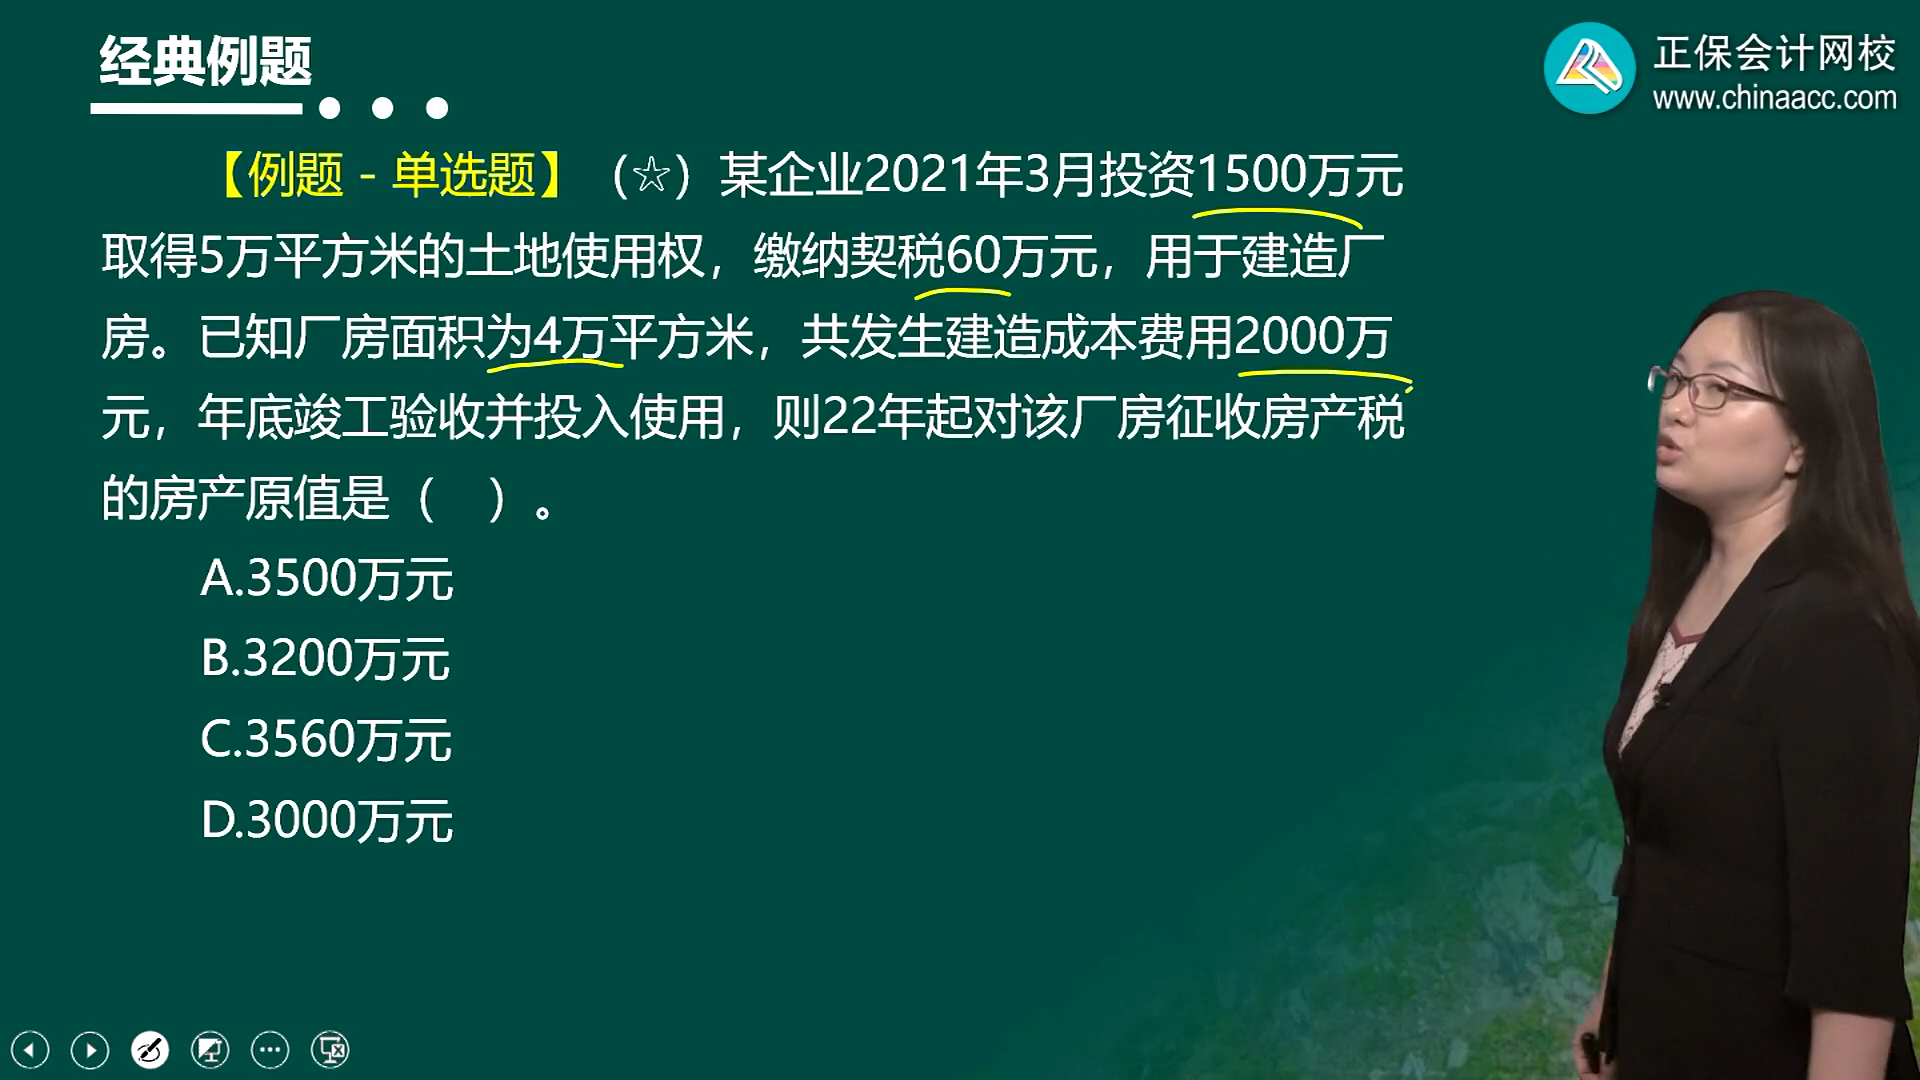 经典例题
正保会计网校
www.chinaacc.com
【例题－单选题】（☆）某企业2021年3月投资1500万元
取得5万平方米的土地使用权，缴纳契税60万元，用于建造厂
房。已知厂房面积为4万平方米，共发生建造成本费用2000万
元，年底竣工验收并投入使用，则22年起对该厂房征收房产税
的房产原值是（　）。
A.3500万元
B.3200万元
C.3560万元
D.3000万元